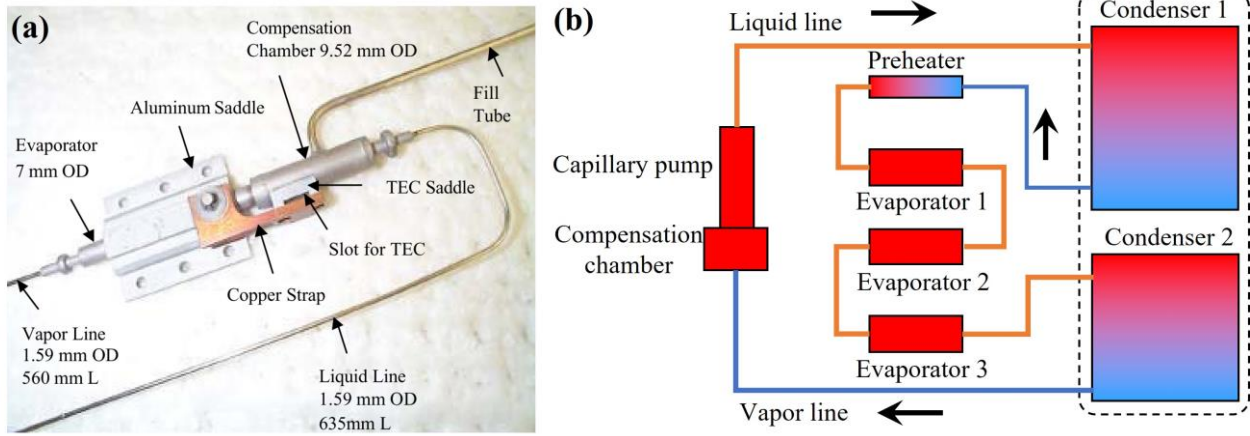 (a)
Compensation
Chamber 9.52 mm OD
Aluminum Saddle
Fill
Tube
Evaporator
7 mm OD
TEC Saddle
Slot for TEC
Copper Strap
Vapor Line
1.59 mm OD
560 mm L
Liquid Line
1.59 mm OD
635mm L
(b)
Liquid line
Condenser 1
Preheater
Capillary pump
Evaporator 1
Compensation
chamber
Evaporator 2
Condenser 2
Evaporator 3
Vapor line